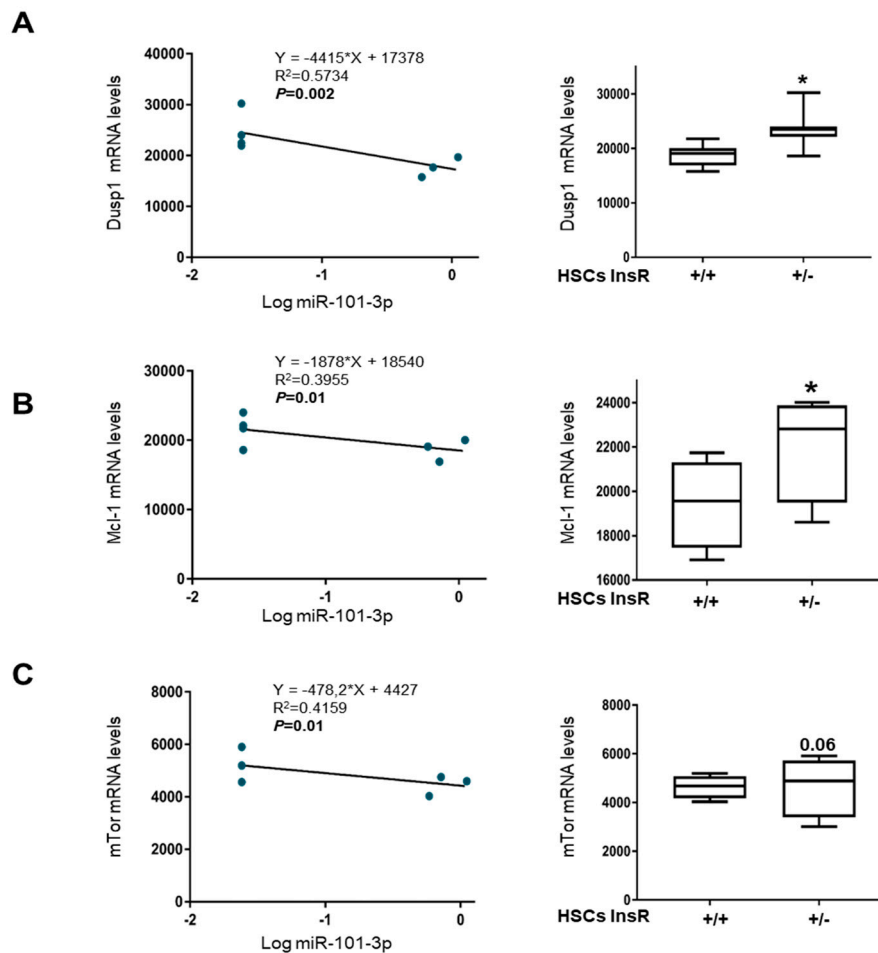 A
Y = -4415*X + 17378
R²=0.5734
P=0.002
Dusp1 mRNA levels
40000
30000
20000
10000
0
-2
-1
0
Log miR-101-3p
*
Dusp1 mRNA levels
30000
20000
10000
0
HSCs InsR
+/+
+/-
B
Y = -1878*X + 18540
R²=0.3955
P=0.01
Mcl-1 mRNA levels
30000
20000
10000
0
-2
-1
0
Log miR-101-3p
*
Mcl-1 mRNA levels
24000
22000
20000
18000
16000
HSCs InsR
+/+
+/-
C
Y = -478,2*X + 4427
R²=0.4159
P=0.01
mTor mRNA levels
8000
6000
4000
2000
0
-2
-1
0
Log miR-101-3p
0.06
mTor mRNA levels
8000
6000
4000
2000
0
HSCs InsR
+/+
+/-